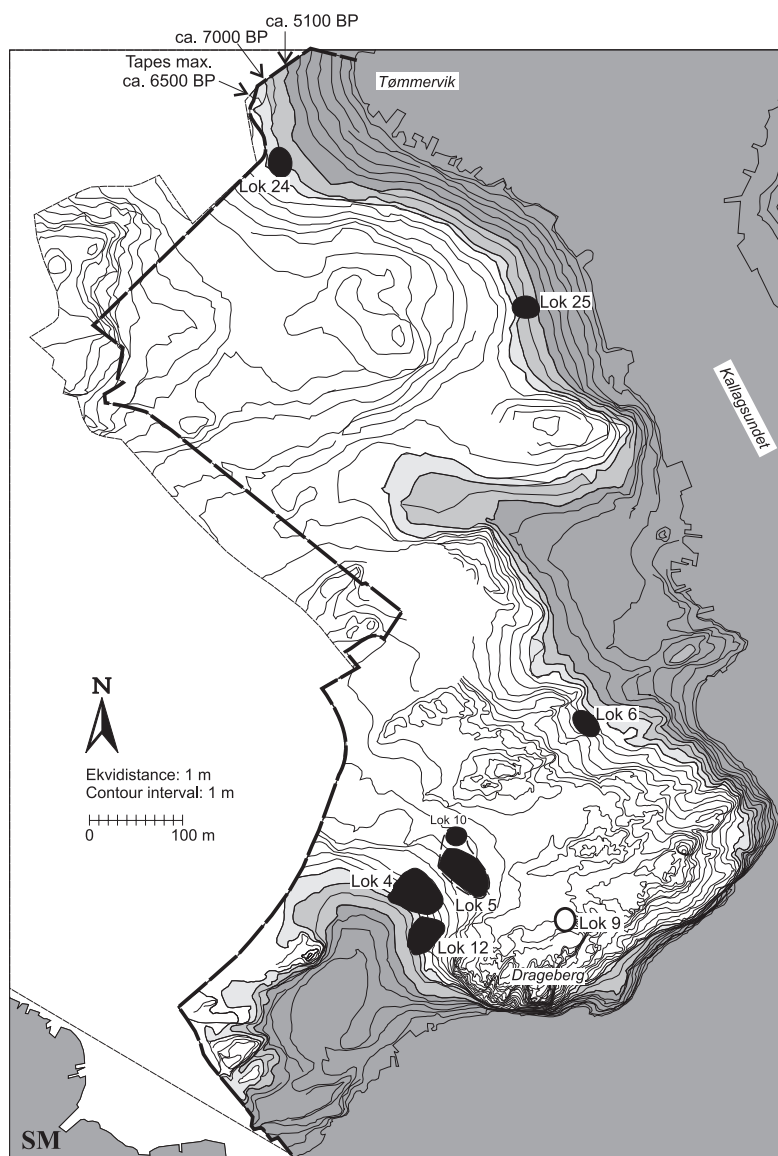 ca. 5100 BP
ca. 7000 BP
Tapes max.
ca. 6500 BP
Tømmervik
Lok 24
Lok 25
Kallagsundet
N
Lok 6
Ekvidistance: 1 m
Contour interval: 1 m
0 100 m
Lok 10
Lok 4
Lok 5
Lok 9
Lok 12
Drageberg
SM